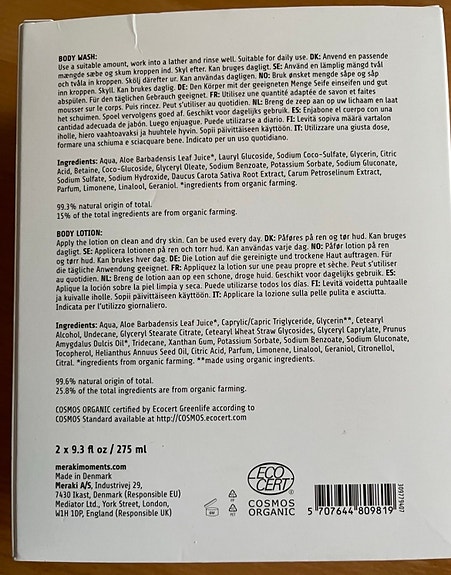 BODY WASH:
Use a suitable amount, work into a lather and rinse well. Suitable for daily use. DK: Anvend en passende
mængde sæbe og skum kroppen ind. Skyl efter. Kan bruges dagligt. SE: Använd en lämplig mängd tvål
och tvåla in kroppen. Skölj därefter ur. Kan användas dagligen. NO: Bruk ønsket mengde såpe og såp
inn kroppen. Skyll. Kan brukes daglig. DE: Den Körper mit der geeigneten Menge Seife einseifen und
abspülen. Für den täglichen Gebrauch geeignet. FR: Utilisez une quantité adaptée de savon et faites
mousser sur le corps. Puis rincez. Peut s'utiliser au quotidien. NL: Breng de zeep aan op uw lichaam en laat
het schuimen. Spoel vervolgens goed af. Geschikt voor dagelijks gebruik. ES: Enjabone el cuerpo con una
cantidad adecuada de jabón. Luego enjuague. Puede utilizarse a diario. FI: Levitä sopiva määrä vartalon
iholle, hiero vaahtoavaksi ja huuhtele hyvin. Sopii päivittäiseen käyttöön. IT: Utilizzare una giusta dose,
formare una schiuma e sciacquare bene. Indicato per un uso quotidiano.
Ingredients: Aqua, Aloe Barbadensis Leaf Juice*, Lauryl Glucoside, Sodium Coco-Sulfate, Glycerin, Citric
Acid, Betaine, Coco-Glucoside, Glyceryl Oleate, Sodium Benzoate, Potassium Sorbate, Sodium Gluconate,
Sodium Sulfate, Sodium Hydroxide, Daucus Carota Sativa Root Extract, Carum Petroselinum Extract,
Parfum, Limonene, Linalool, Geraniol. *ingredients from organic farming.
99.3% natural origin of total.
15% of the total ingredients are from organic farming.
BODY LOTION:
Apply the lotion on clean and dry skin. Can be used every day. DK: Påføres på ren og tør hud. Kan bruges
dagligt. SE: Applicera lotionen på ren och torr hud. Kan användas varje dag. NO: Påfør lotion på ren
og tørr hud. Kan brukes hver dag. DE: Die Lotion auf die gereinigte und trockene Haut auftragen. Für
die tägliche Anwendung geeignet. FR: Appliquez la lotion sur une peau propre et sèche. Peut s'utiliser
au quotidien. NL: Breng de lotion aan op een schone, droge huid. Geschikt voor dagelijks gebruik. ES:
Aplique la loción sobre la piel limpia y seca. Puede utilizarse todos los días. FI: Levitä voidetta puhtaalle
ja kuivalle iholle. Sopii päivittäiseen käyttöön. IT: Applicare la lozione sulla pelle pulita e asciutta.
Indicata per l'utilizzo giornaliero.
Ingredients: Aqua, Aloe Barbadensis Leaf Juice*, Caprylic/Capric Triglyceride, Glycerin**, Cetearyl
Alcohol, Undecane, Glyceryl Stearate Citrate, Cetearyl Wheat Straw Glycosides, Glyceryl Caprylate, Prunus
Amygdalus Dulcis Oil*, Tridecane, Xanthan Gum, Potassium Sorbate, Sodium Benzoate, Sodium Gluconate,
Tocopherol, Helianthus Annuus Seed Oil, Citric Acid, Parfum, Limonene, Linalool, Geraniol, Citronellol,
Citral. *ingredients from organic farming. **made using organic ingredients.
99.6% natural origin of total.
25.8% of the total ingredients are from organic farming.
COSMOS ORGANIC certified by Ecocert Greenlife according to
COSMOS Standard available at http://COSMOS.ecocert.com
2 x 9.3 fl oz / 275 ml
merakimoments.com
Made in Denmark
Meraki A/S, Industrivej 29,
7430 Ikast, Denmark (Responsible EU)
Mediator Ltd., York Street, London,
W1H 1DP, England (Responsible UK)
ECO
CERT
COSMOS
ORGANIC
5 707644 809819
309779407